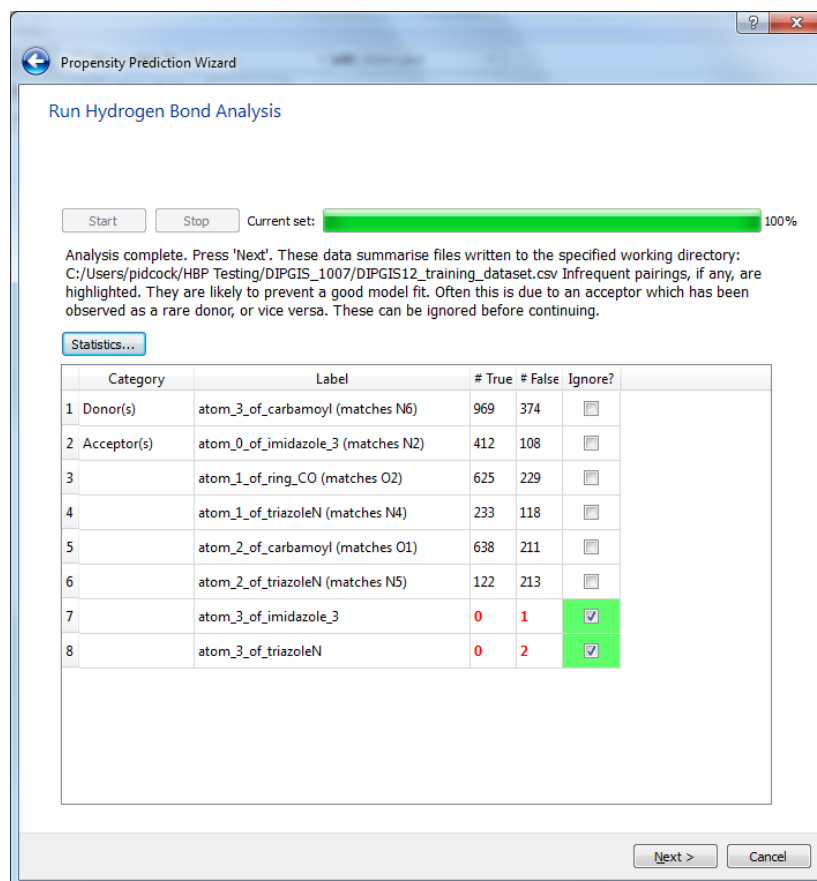 ?
X
Propensity Prediction Wizard
Run Hydrogen Bond Analysis
Start Stop Current set: 100%
Analysis complete. Press 'Next'. These data summarise files written to the specified working directory:
C:/Users/pidcock/HBP Testing/DIPGIS_1007/DIPGIS12_training_dataset.csv Infrequent pairings, if any, are
highlighted. They are likely to prevent a good model fit. Often this is due to an acceptor which has been
observed as a rare donor, or vice versa. These can be ignored before continuing.
Statistics...
Category Label # True # False Ignore?
1 Donor(s) atom_3_of_carbamoyl (matches N6) 969 374
2 Acceptor(s) atom_0_of_imidazole_3 (matches N2) 412 108
3 atom_1_of_ring_CO (matches O2) 625 229
4 atom_1_of_triazoleN (matches N4) 233 118
5 atom_2_of_carbamoyl (matches O1) 638 211
6 atom_2_of_triazoleN (matches N5) 122 213
7 atom_3_of_imidazole_3 0 1
8 atom_3_of_triazoleN 0 2
Next > Cancel